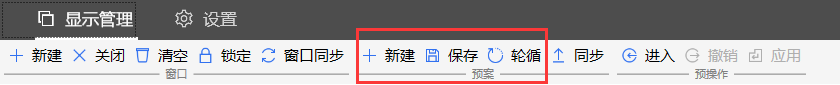 显示管理 设置
新建 关闭 清空 锁定 窗口同步 新建 保存 轮循 同步 进入 撤销 应用
窗口 预案 预操作